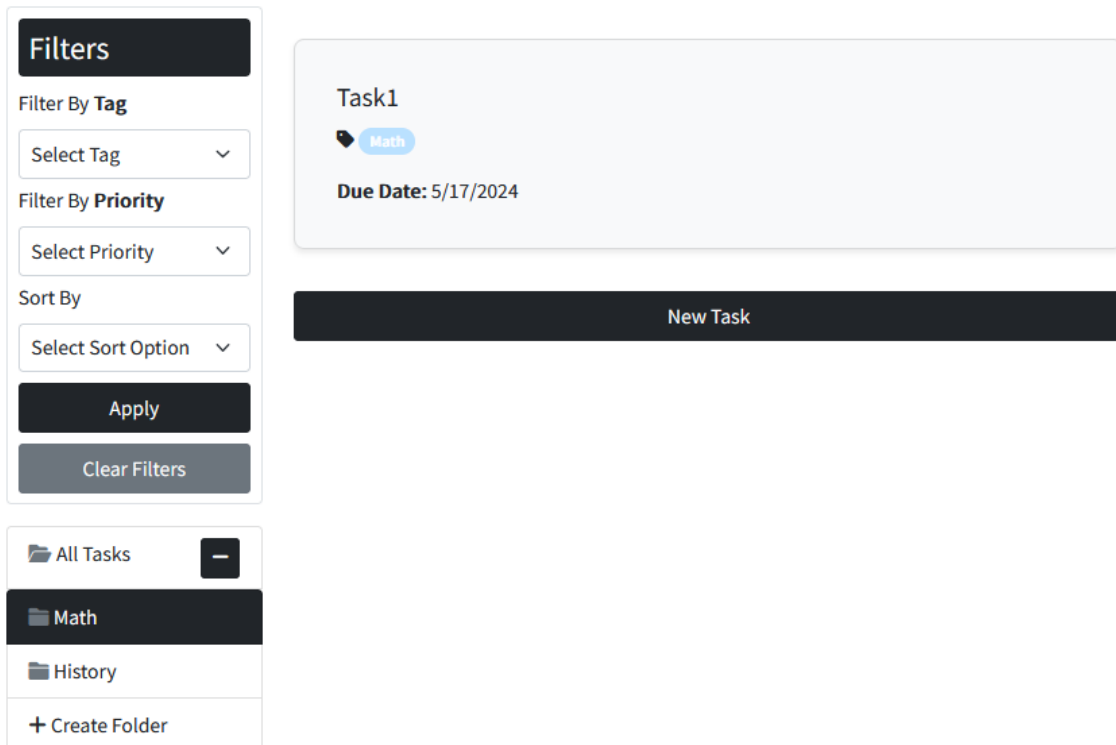 Filters
Filter By Tag
Select Tag
Filter By Priority
Select Priority
Sort By
Select Sort Option
Apply
Clear Filters
All Tasks
Math
History
Create Folder
Task1
Math
Due Date: 5/17/2024
New Task